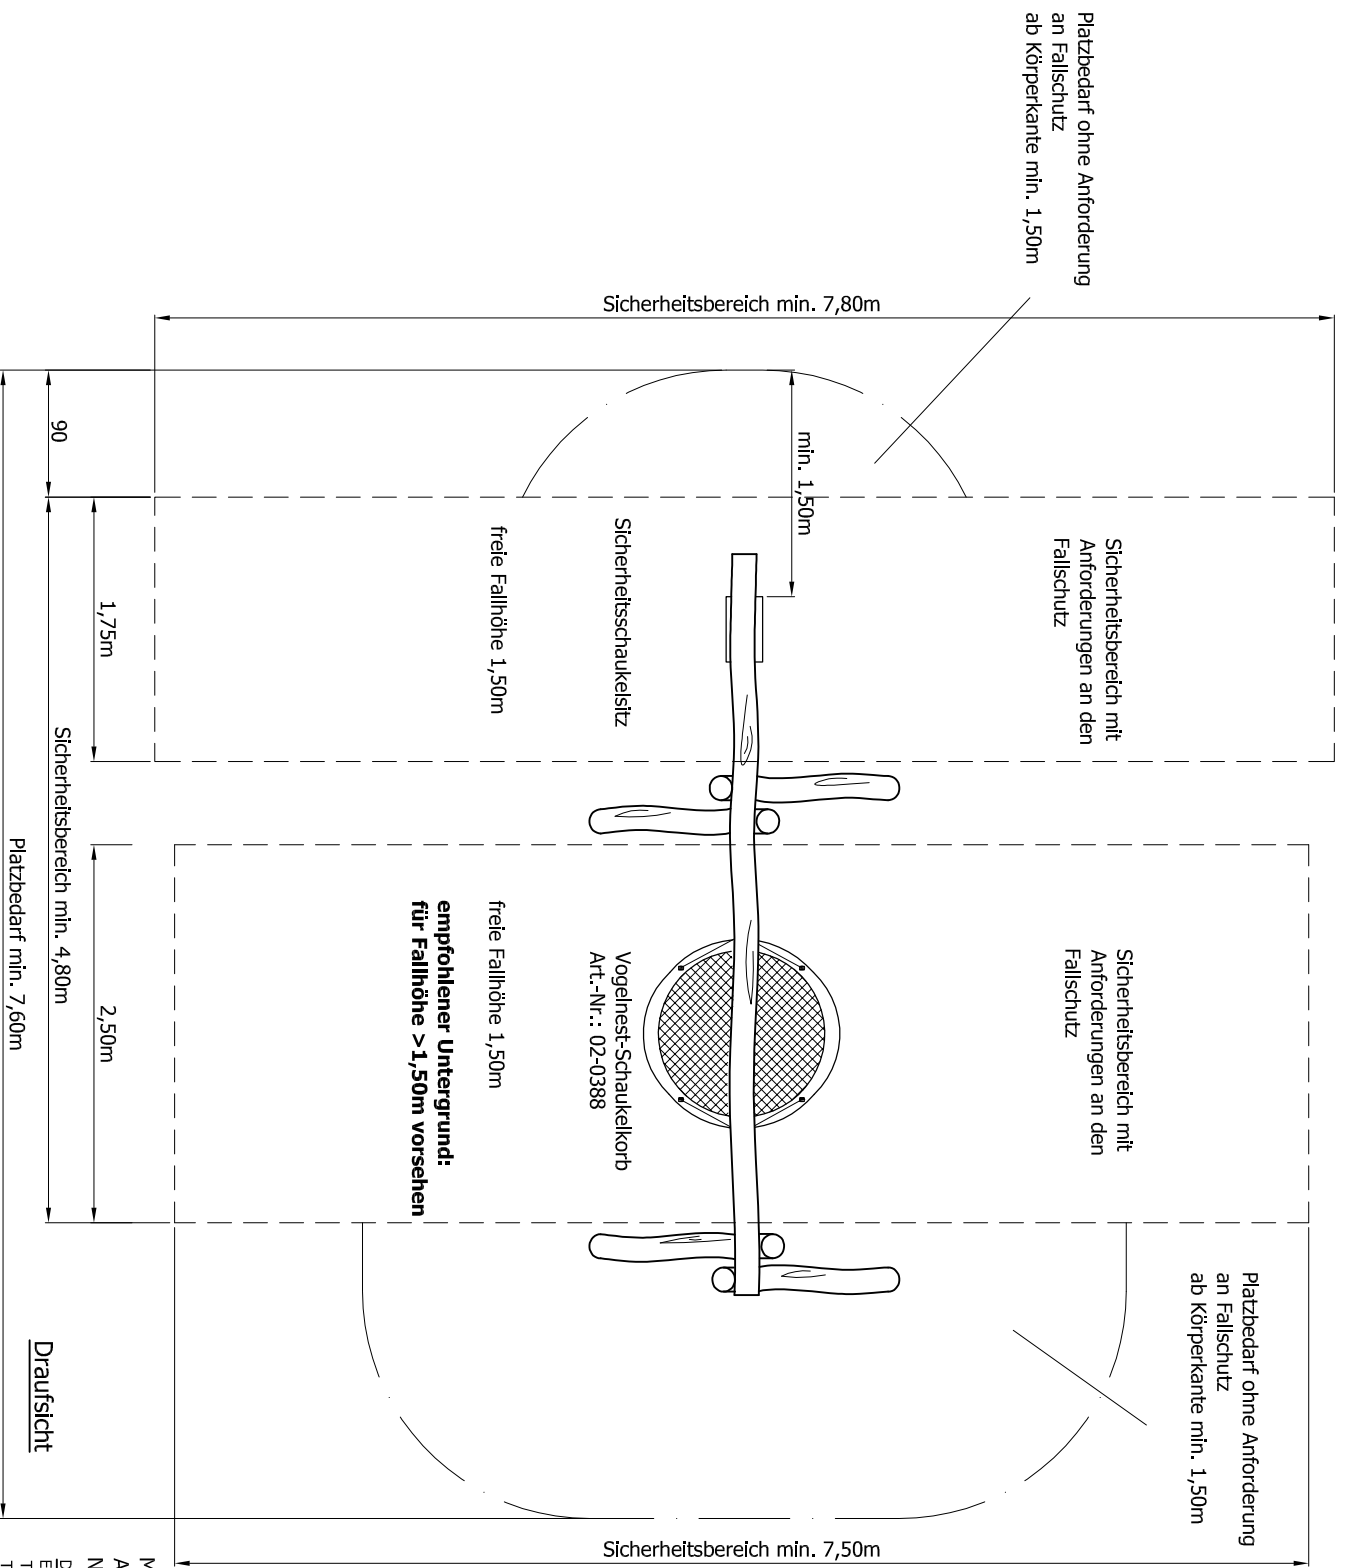 Platzbedarf ohne Anforderung
an Fallschutz
ab Körperkante min. 1,50m
Sicherheitsbereich min. 7,80m
min. 1,50m
90
1,75m
Sicherheitsbereich min. 4,80m
2,50m
Platzbedarf min. 7,60m
Sicherheitsbereich mit
Anforderungen an den
Fallschutz
Sicherheitsschaukelsitz
freie Fallhöhe 1,50m
Sicherheitsbereich mit
Anforderungen an den
Fallschutz
Vogelnest-Schaukelkorb
Art.-Nr.: 02-0388
freie Fallhöhe 1,50m
empfohlener Untergrund:
für Fallhöhe >1,50m vorsehen
Platzbedarf ohne Anforderung
an Fallschutz
ab Körperkante min. 1,50m
Sicherheitsbereich min. 7,50m
Draufsicht